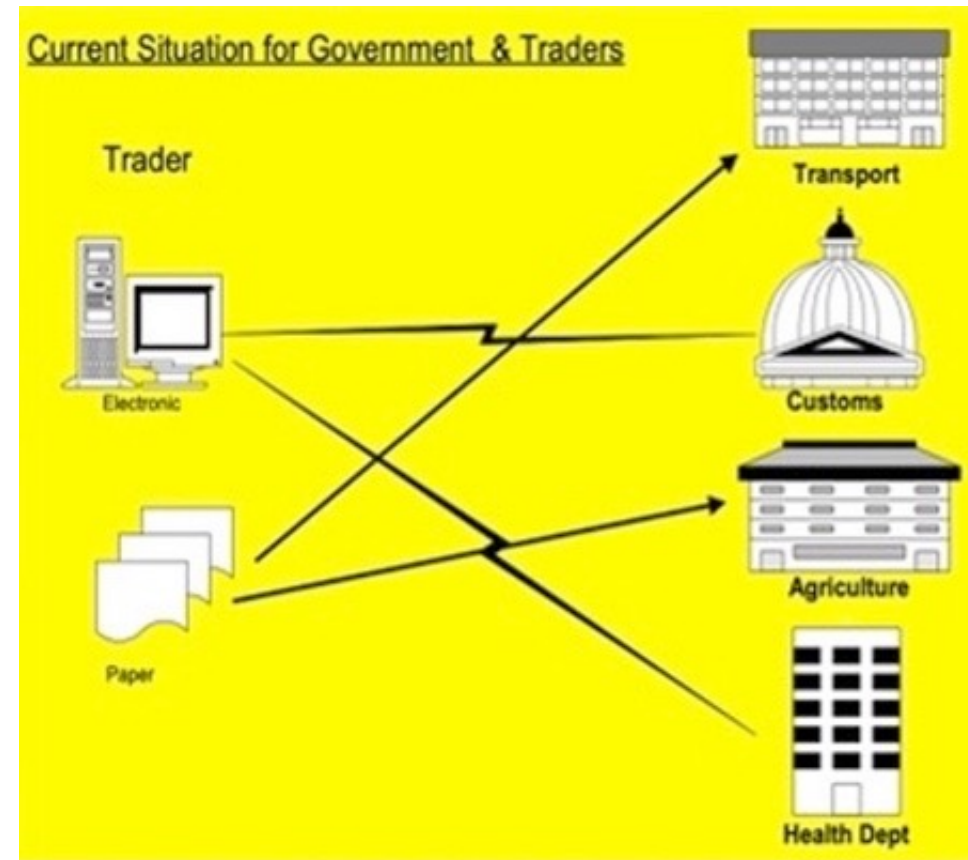 Current Situation for Government & Traders
Trader
Transport
Electronic
Customs
Agriculture
Paper
Health Dept